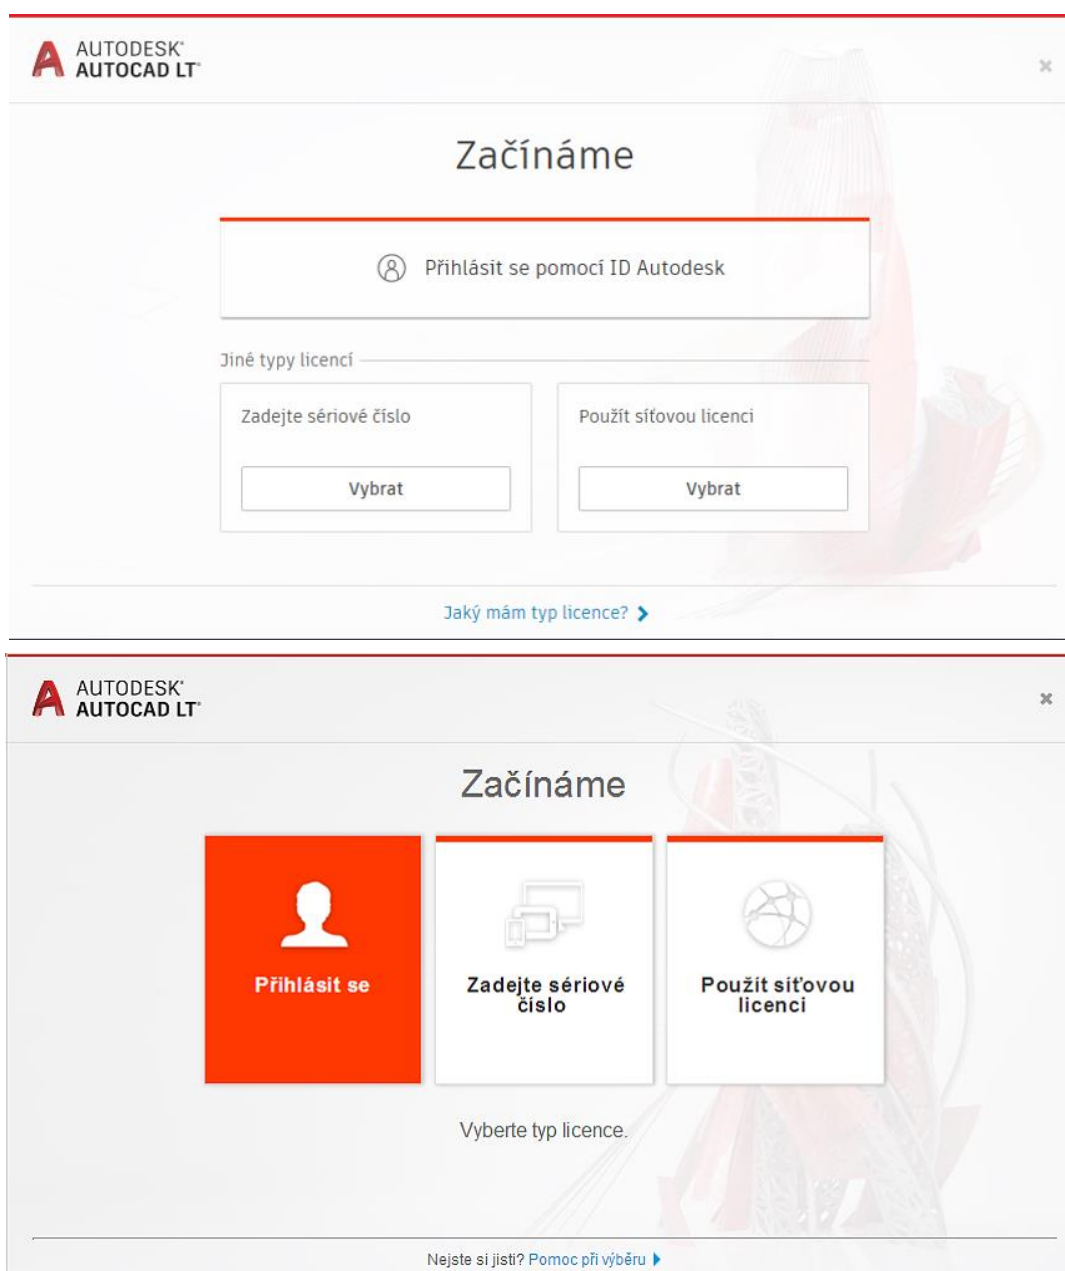 AUTODESK®
AUTOCAD LT®
Začínáme
Přihlásit se pomocí ID Autodesk
Jiné typy licencí
Zadejte sériové číslo
Použít síťovou licenci
Vybrat
Vybrat
Jaký mám typ licence?
AUTODESK®
AUTOCAD LT®
Začínáme
Přihlásit se
Zadejte sériové
číslo
Použít síťovou
licenci
Vyberte typ licence.
Nejste si jisti? Pomoc při výběru